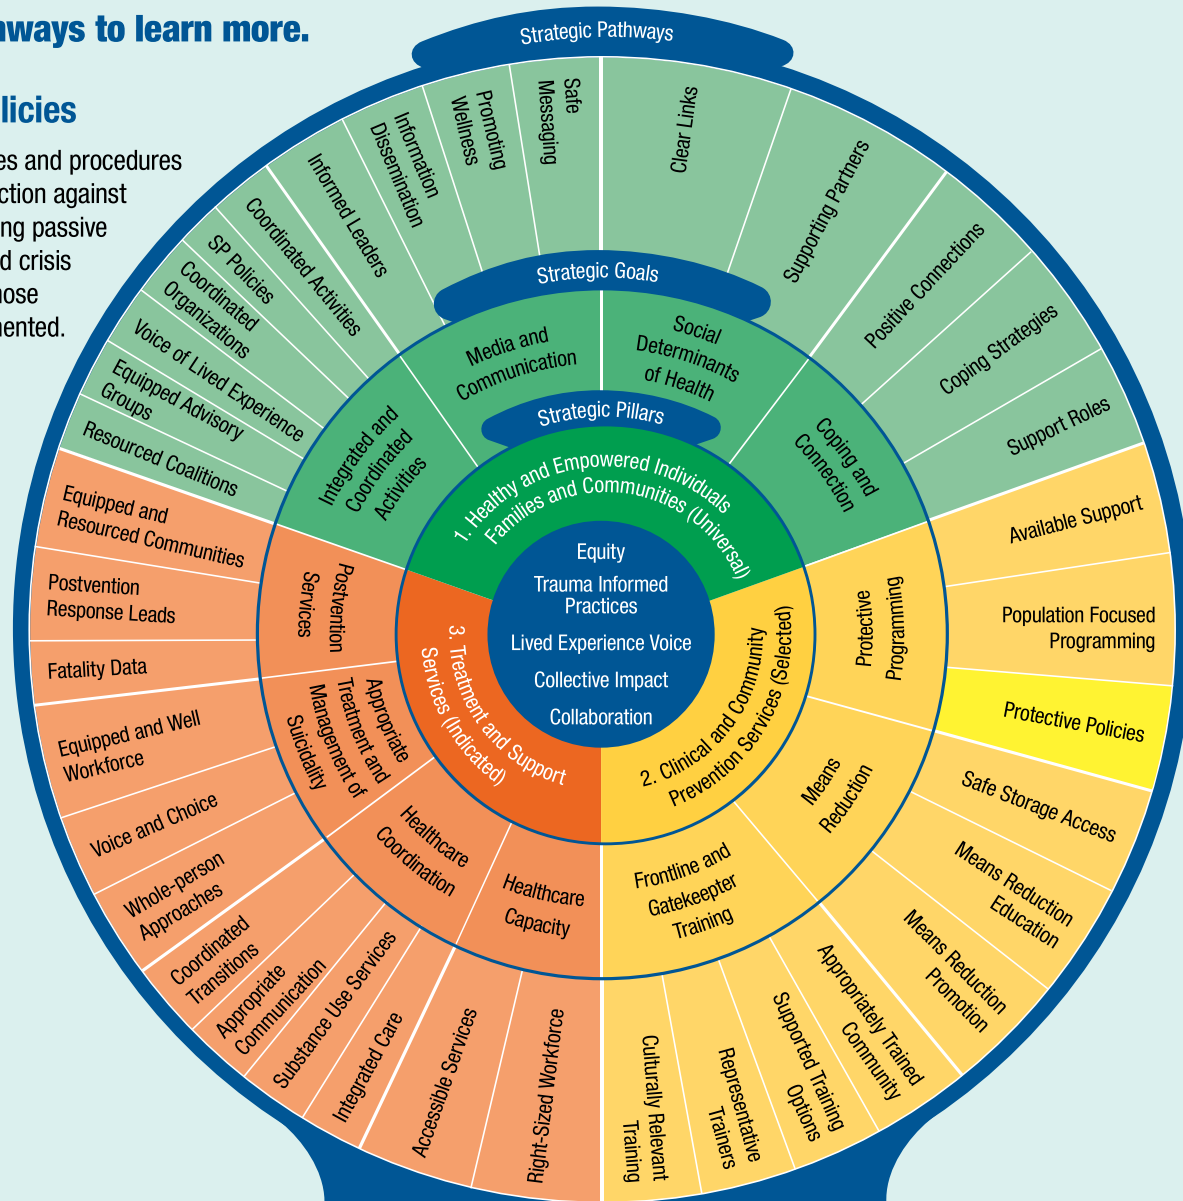 ways to learn more.
licies
es and procedures
ction against
ng passive
d crisis
hose
ented.
Strategic Pathways
Safe
Messaging
Promoting
Wellness
Information
Dissemination
Informed Leaders
Coordinated Activities
SP Policies
Coordinated
Organizations
Voice of Lived Experience
Equipped Advisory
Groups
Resourced Coalitions
Clear Links
Supporting Partners
Positive Connections
Coping Strategies
Support Roles
Available Support
Population Focused
Programming
Protective Policies
Safe Storage Access
Means Reduction
Education
Means Reduction
Promotion
Appropriately Trained
Community
Supported Training
Options
Representative
Trainers
Culturally Relevant
Training
Right-Sized Workforce
Accessible Services
Integrated Care
Substance Use Services
Appropriate
Communication
Coordinated
Transitions
Whole-person
Approaches
Voice and Choice
Equipped and Well
Workforce
Fatality Data
Postvention
Response Leads
Equipped and
Resourced Communities
Strategic Goals
Media and
Communication
Social
Determinants
of Health
Coping and
Connection
Integrated and
Coordinated
Activities
Protective
Programming
Means
Reduction
Frontline and
Gatekeeper
Training
Healthcare
Capacity
Healthcare
Coordination
Appropriate
Treatment and
Management of
Suicidality
Postvention
Services
Strategic Pillars
1. Healthy and Empowered Individuals
Families and Communities (Universal)
2. Clinical and Community
Prevention Services (Selected)
3. Treatment and Support
Services (Indicated)
Equity
Trauma Informed
Practices
Lived Experience Voice
Collective Impact
Collaboration